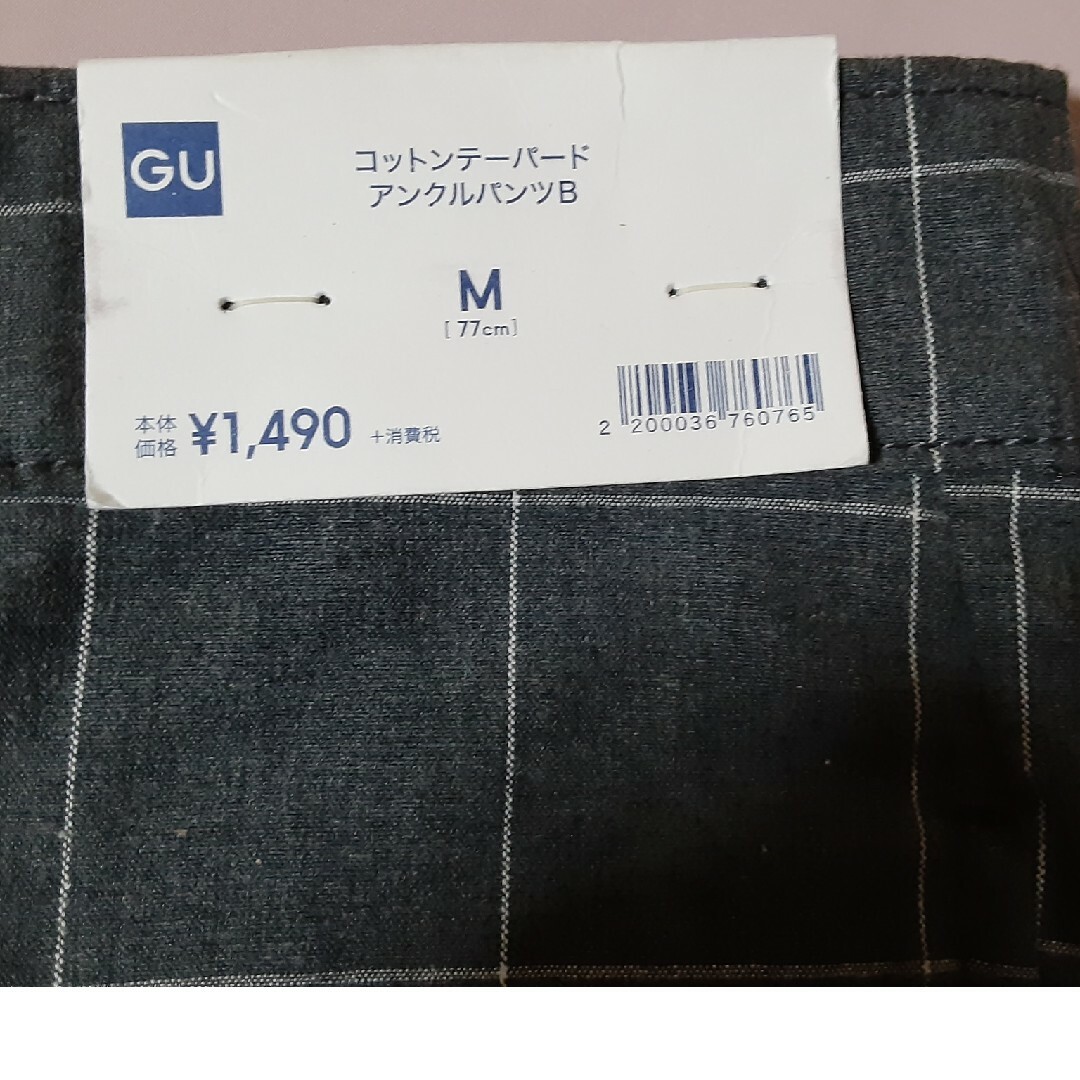 GU
コットンテーパード
アンクルパンツB
M
[ 77cm]
本体
価格 ¥1,490 +消費税
2 200036 760765